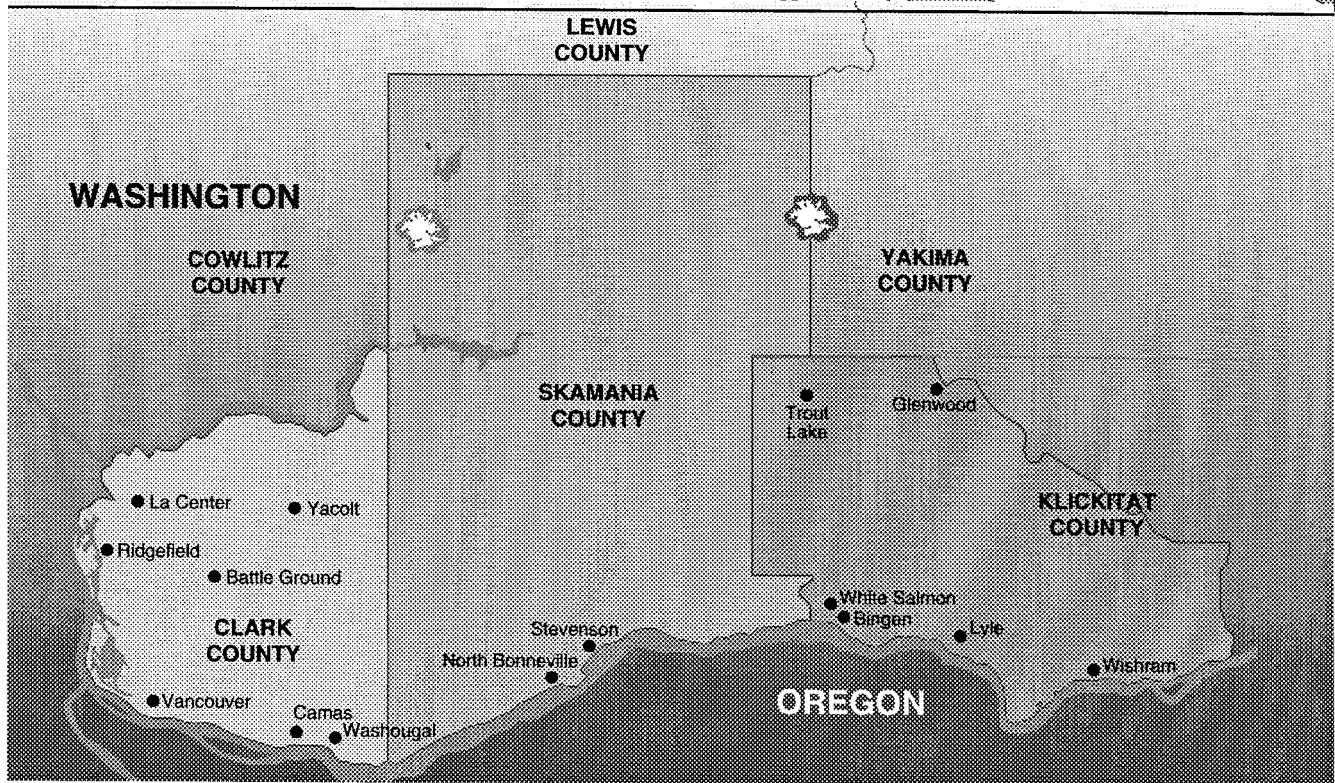 LEWIS
COUNTY
WASHINGTON
COWLITZ
COUNTY
YAKIMA
COUNTY
SKAMANIA
COUNTY
Trout
Lake
Glenwood
La Center
Yacolt
KLICKITAT
COUNTY
Ridgefield
Battle Ground
White Salmon
Bingen
CLARK
COUNTY
Stevenson
Lyle
North Bonneville
Wishram
Vancouver
OREGON
Camas
Washougal